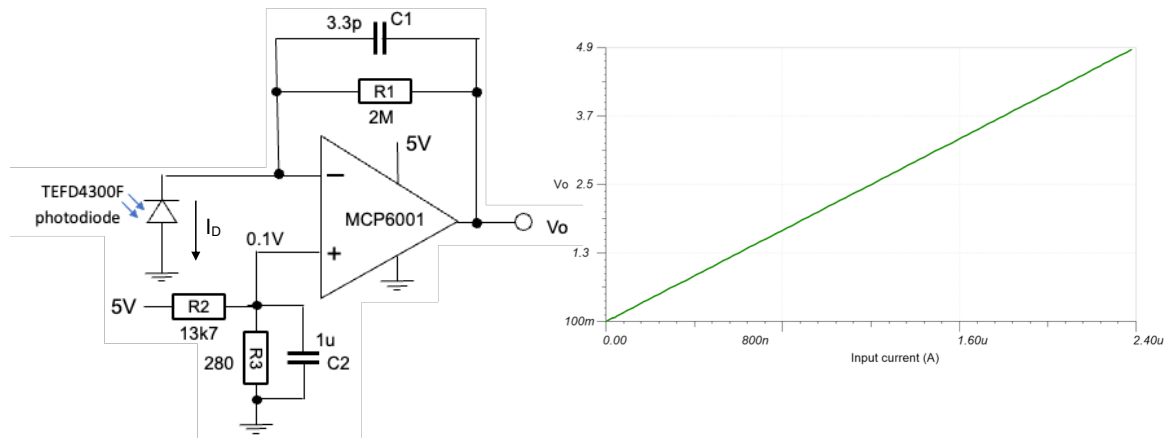 3.3p
C1
R1
2M
5V
TEFD4300F
photodiode
I_D
−
MCP6001
+
0.1V
Vo
5V
R2
13k7
R3
280
1u
C2
4.9
3.7
Vo 2.5
1.3
100m
0.00 800n 1.60u 2.40u
Input current (A)